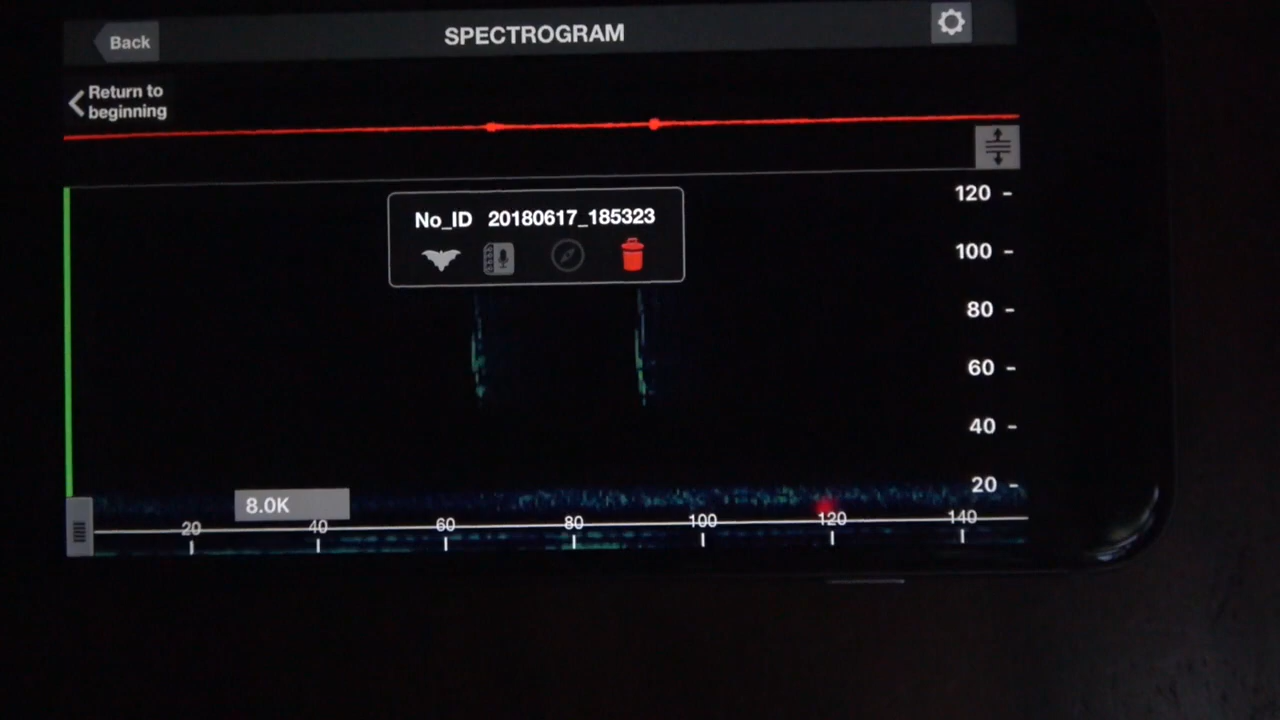 Back
SPECTROGRAM
Return to
beginning
No_ID 20180617_185323
120 -
100 -
80 -
60 -
40 -
20 -
8.0K
20 40 60 80 100 120 140